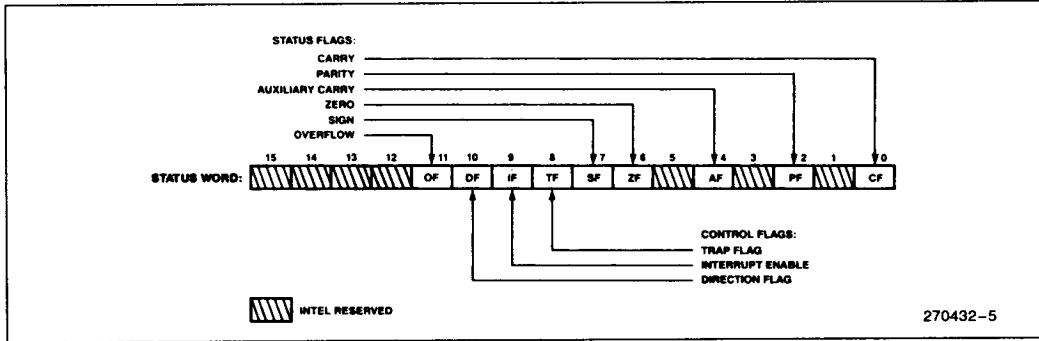 STATUS FLAGS:
CARRY
PARITY
AUXILIARY CARRY
ZERO
SIGN
OVERFLOW
15 14 13 12 11 10 9 8 7 6 5 4 3 2 1 0
STATUS WORD: OF DF IF TF SF ZF AF PF CF
CONTROL FLAGS:
TRAP FLAG
INTERRUPT ENABLE
DIRECTION FLAG
INTEL RESERVED
270432-5